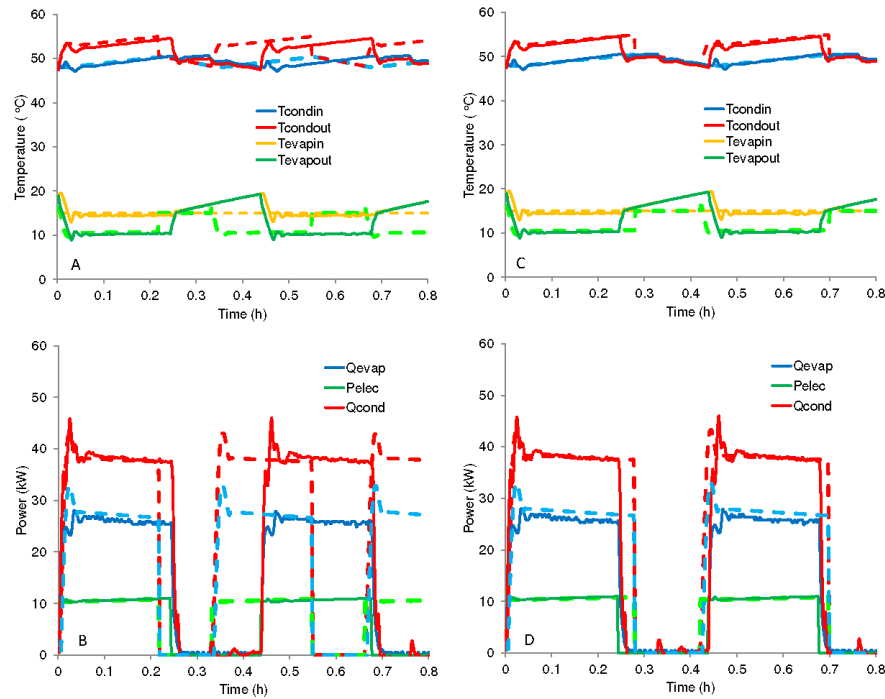 60
50
40
30
20
10
0
Temperature ( °C)
Tcondin
Tcondout
Tevapin
Tevapout
A
0 0.1 0.2 0.3 0.4 0.5 0.6 0.7 0.8
Time (h)
60
50
40
30
20
10
0
Temperature ( °C)
Tcondin
Tcondout
Tevapin
Tevapout
C
0 0.1 0.2 0.3 0.4 0.5 0.6 0.7 0.8
Time (h)
60
50
40
30
20
10
0
Power (kW)
Qevap
Pelec
Qcond
B
0 0.1 0.2 0.3 0.4 0.5 0.6 0.7 0.8
Time (h)
60
50
40
30
20
10
0
Power (kW)
Qevap
Pelec
Qcond
D
0 0.1 0.2 0.3 0.4 0.5 0.6 0.7 0.8
Time (h)